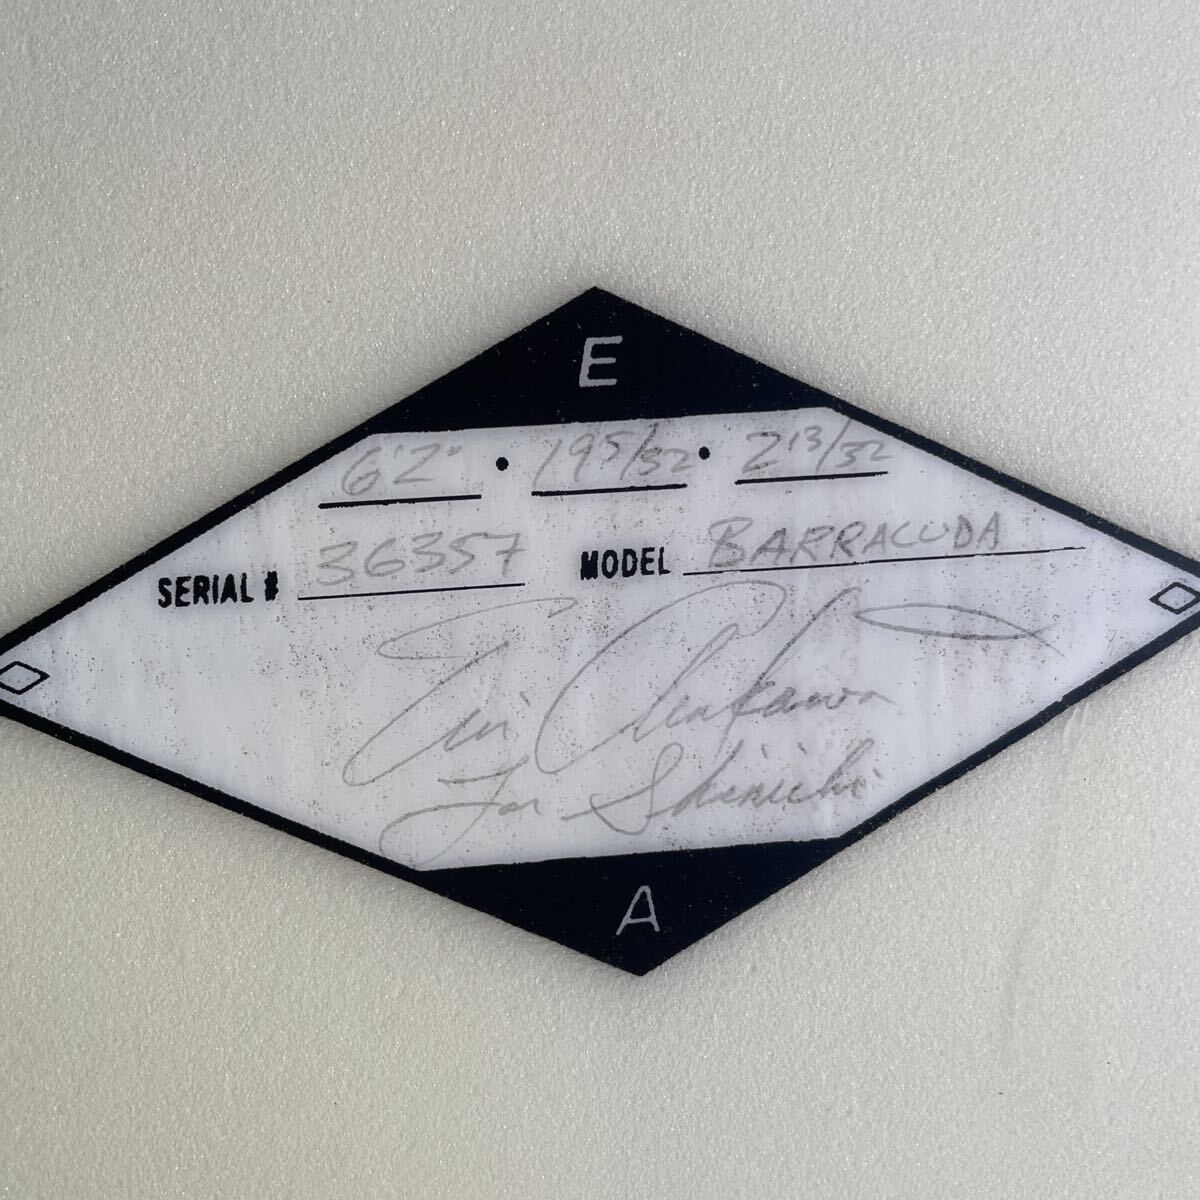 E
6'2" • 19 5/32 • 2 13/32
SERIAL # 36357 MODEL BARRACUDA
Eric Arakawa
For Shinichi
A